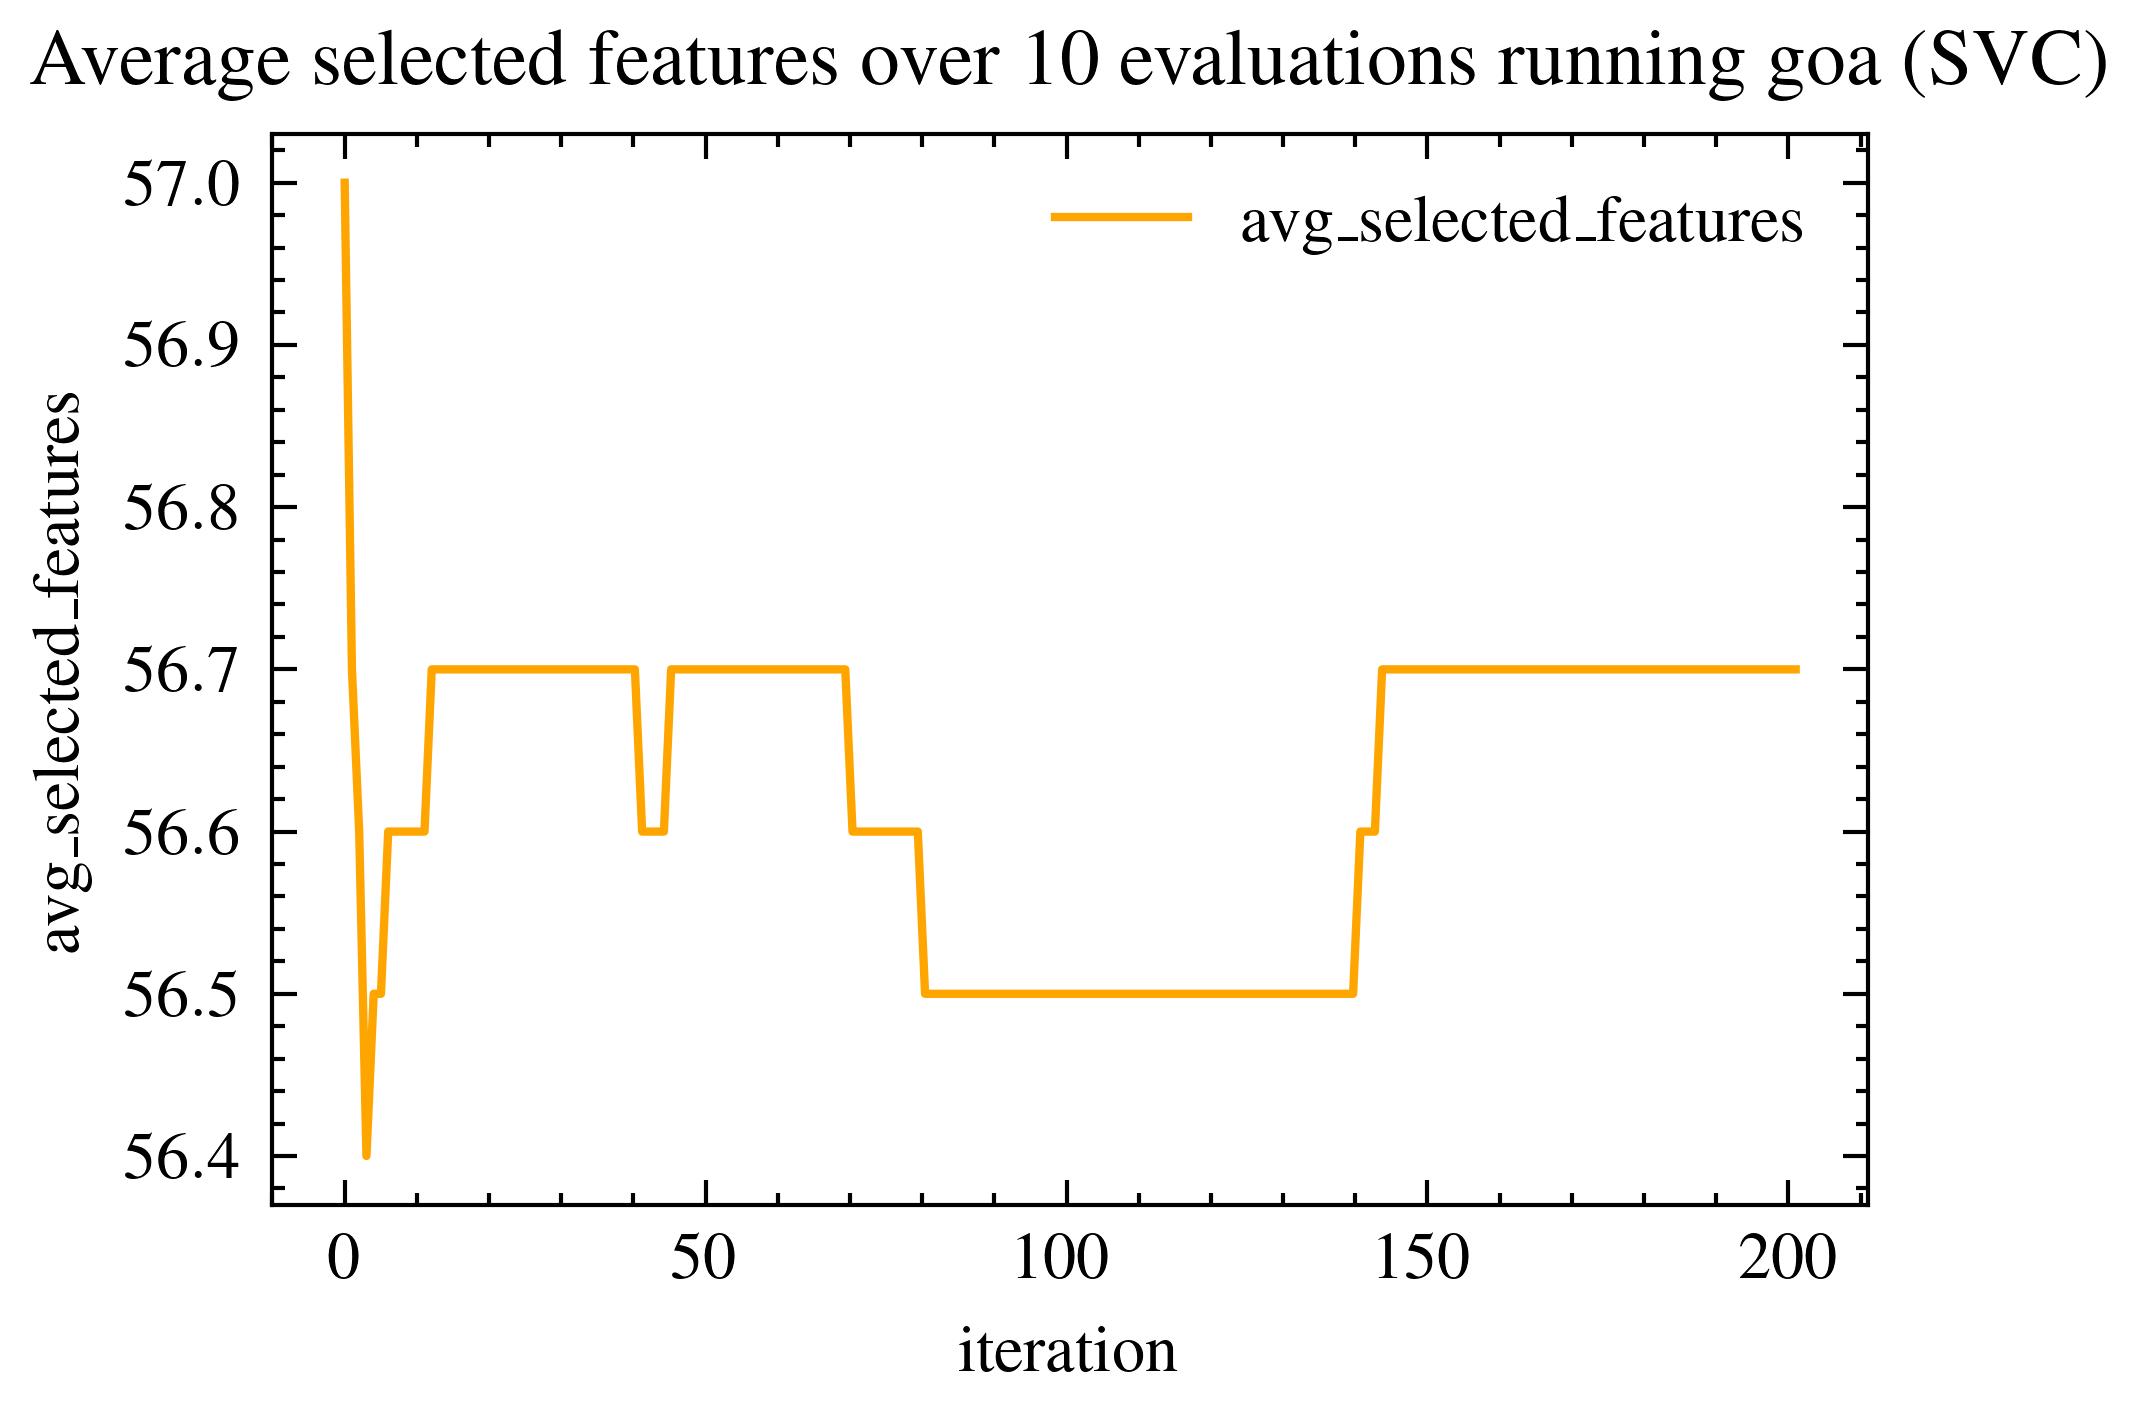 Average selected features over 10 evaluations running goa (SVC)
avg_selected_features
57.0
56.9
56.8
56.7
56.6
56.5
56.4
avg_selected_features
0 50 100 150 200
iteration